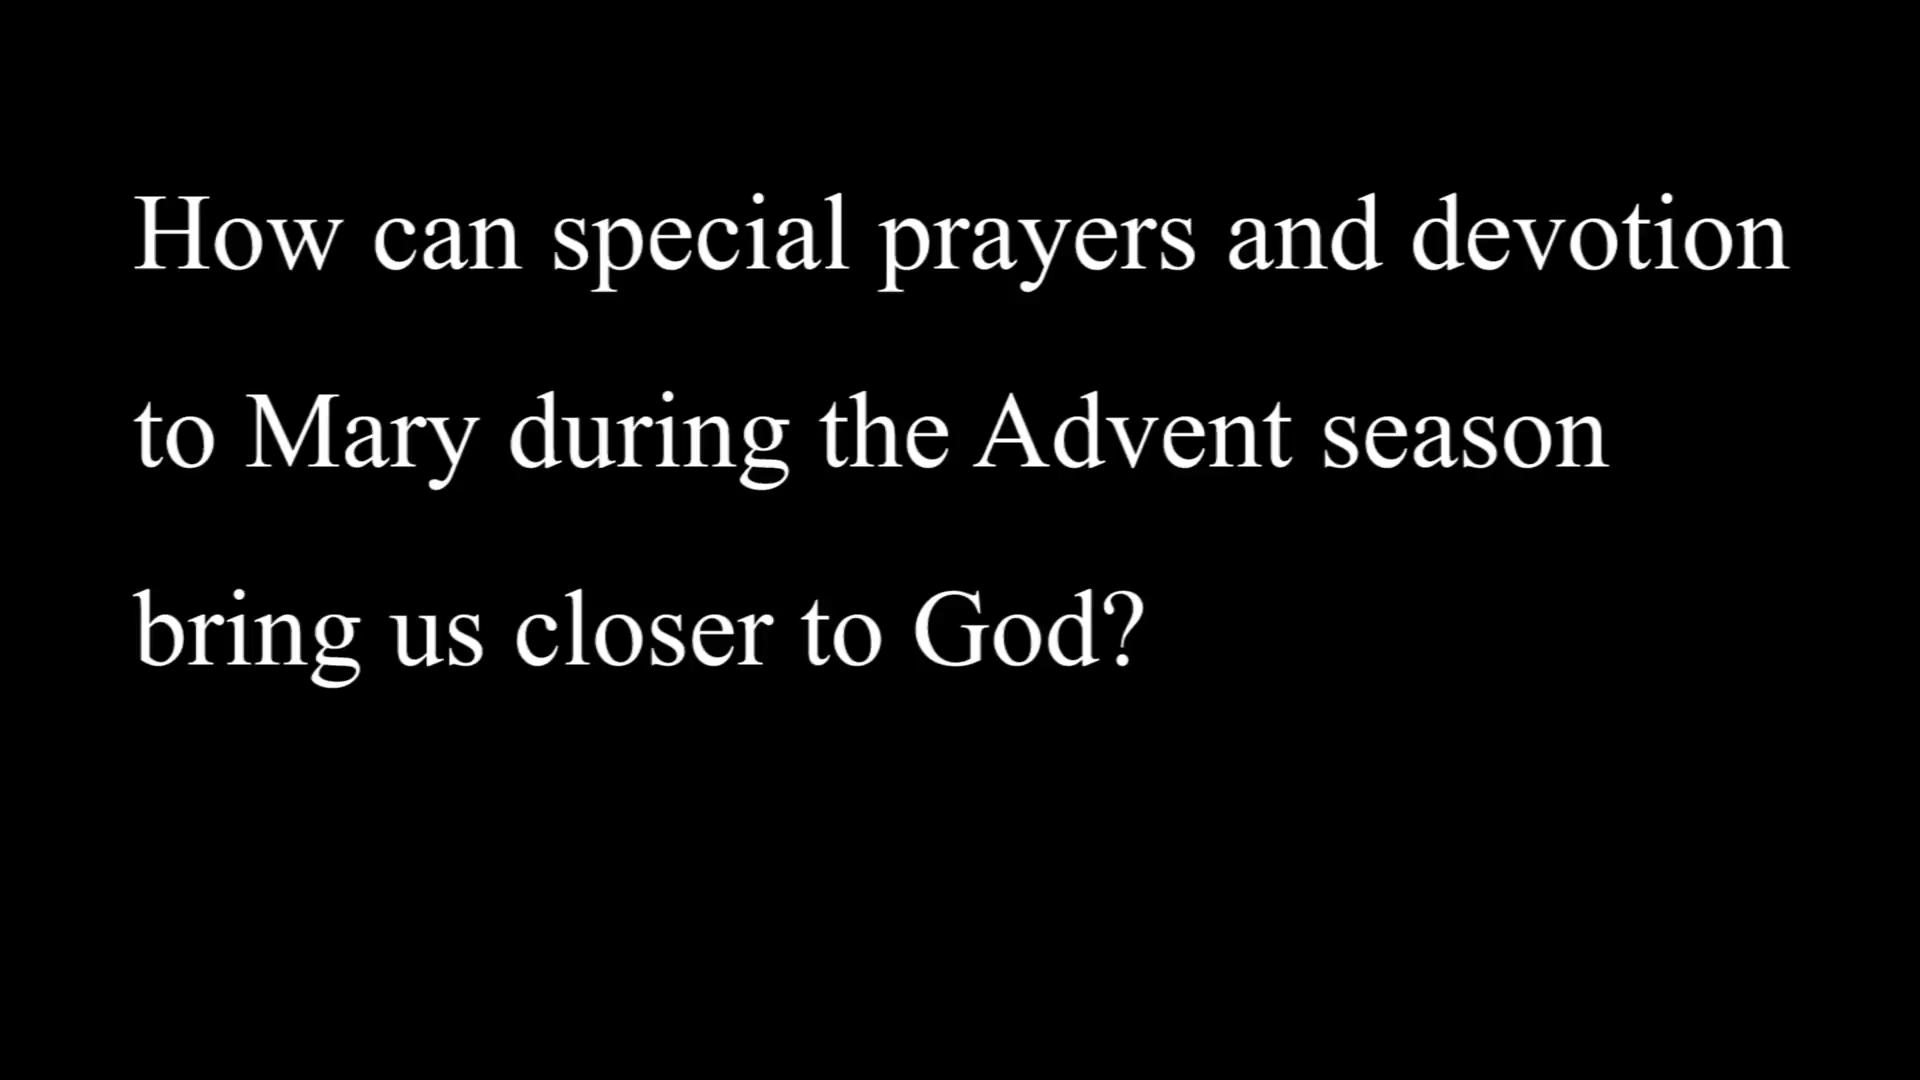 How can special prayers and devotion
to Mary during the Advent season
bring us closer to God?